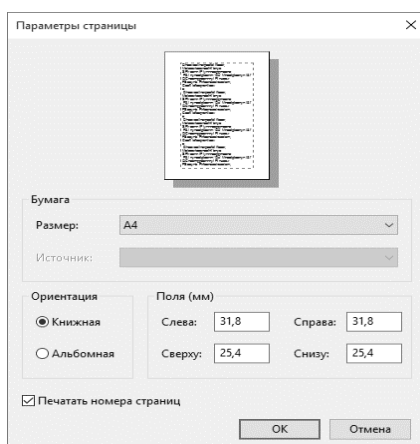 Параметры страницы
Бумага
Размер: A4
Источник:
Ориентация
Книжная
Альбомная
Поля (мм)
Слева: 31,8 Справа: 31,8
Сверху: 25,4 Снизу: 25,4
Печатать номера страниц
ОК Отмена